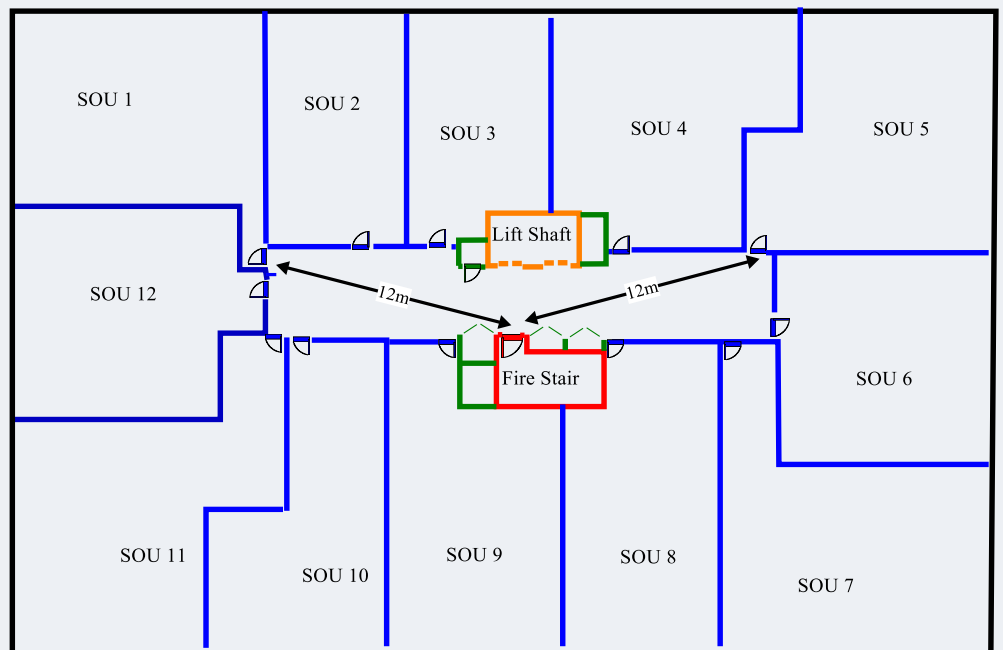 SOU 1
SOU 2
SOU 3
SOU 4
SOU 5
Lift Shaft
SOU 12
12m
12m
Fire Stair
SOU 6
SOU 11
SOU 10
SOU 9
SOU 8
SOU 7